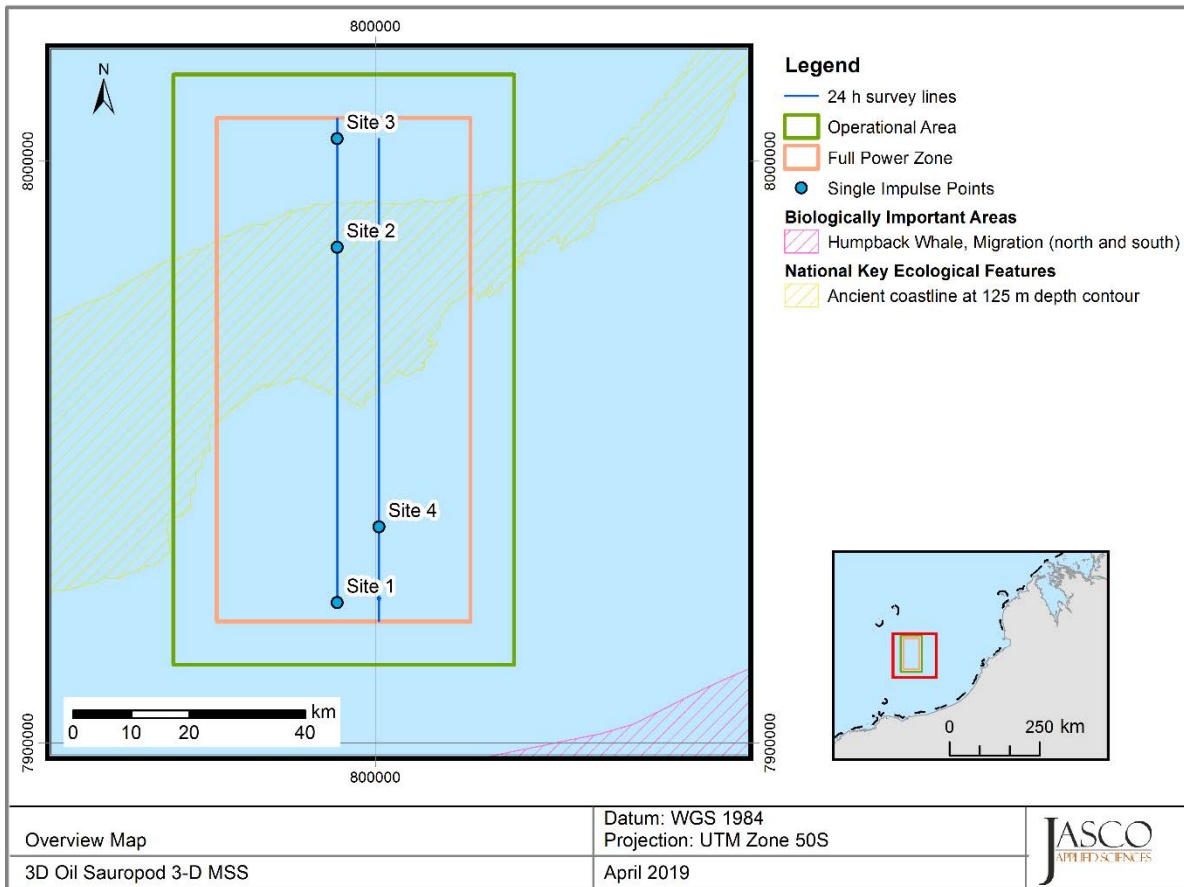 800000
N
8000000
8000000
Site 3
Site 2
Site 4
Site 1
km
0 10 20 40
7900000
7900000
800000
Legend
24 h survey lines
Operational Area
Full Power Zone
Single Impulse Points
Biologically Important Areas
Humpback Whale, Migration (north and south)
National Key Ecological Features
Ancient coastline at 125 m depth contour
0 250 km
Overview Map
3D Oil Sauropod 3-D MSS
Datum: WGS 1984
Projection: UTM Zone 50S
April 2019
JASCO
APPLIED SCIENCES